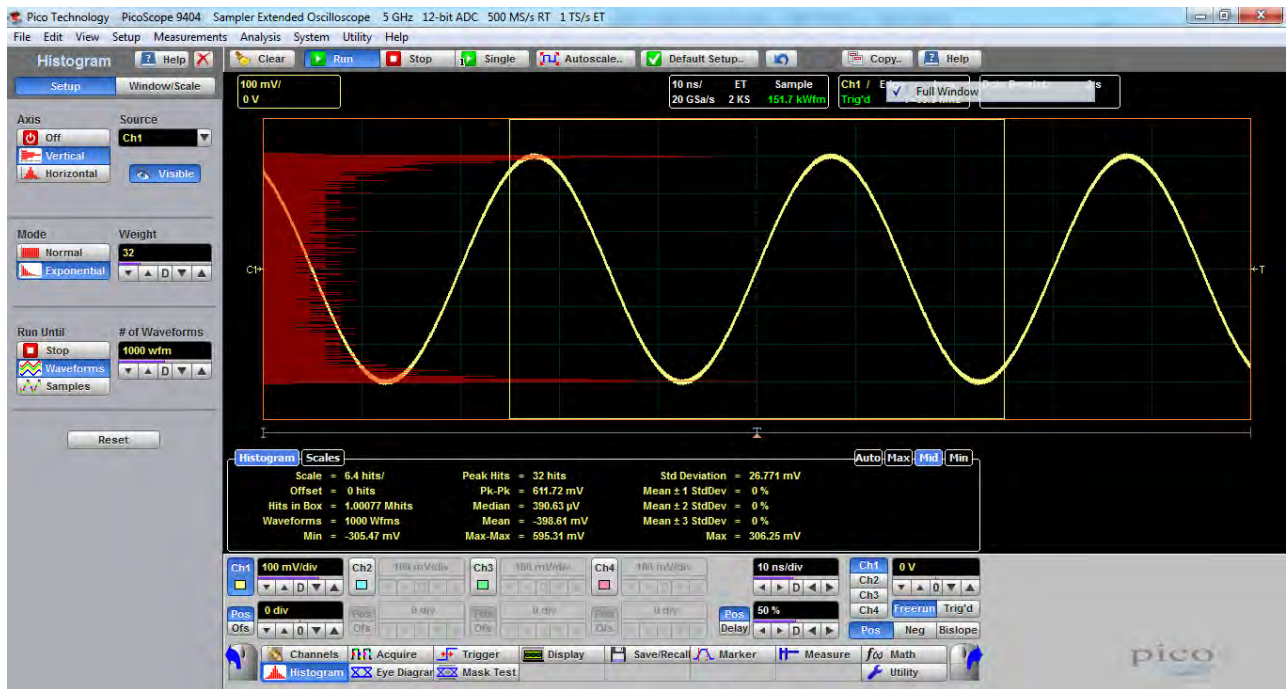 Pico Technology PicoScope 9404 Sampler Extended Oscilloscope 5 GHz 12-bit ADC 500 MS/s RT 1 TS/s ET
File Edit View Setup Measurements Analysis System Utility Help
Histogram Help
Clear Run Stop Single Autoscale.. Default Setup.. Copy.. Help
Setup Window/Scale
100 mV/
0 V
10 ns/ ET Sample
20 GSa/s 2 KS 151.7 kWfm
Ch1 /
Trig'd
Full Window
Axis Source
Off Ch1
Vertical
Horizontal Visible
Mode Weight
Normal 32
Exponential D
C1
T
Run Until # of Waveforms
Stop 1000 wfm
Waveforms D
Samples
Reset
T
Histogram Scales Auto Max Mid Min
Scale = 6.4 hits/ Peak Hits = 32 hits Std Deviation = 26.771 mV
Offset = 0 hits Pk-Pk = 611.72 mV Mean ± 1 StdDev = 0 %
Hits in Box = 1.00077 Mhits Median = 390.63 µV Mean ± 2 StdDev = 0 %
Waveforms = 1000 Wfms Mean = -398.61 mV Mean ± 3 StdDev = 0 %
Min = -305.47 mV Max-Max = 595.31 mV Max = 306.25 mV
Ch1 100 mV/div Ch2 100 mV/div Ch3 100 mV/div Ch4 100 mV/div 10 ns/div Ch1 0 V
D D Ch2 0
Ch3
Pos 0 div Pos 0 div Pos 0 div Pos 0 div Pos 50 % Ch4 Freerun Trig'd
Ofs 0 Ofs Ofs Ofs Delay D Pos Neg Bislope
Channels Acquire Trigger Display Save/Recall Marker Measure f(x) Math
Histogram Eye Diagrar Mask Test Utility
pico